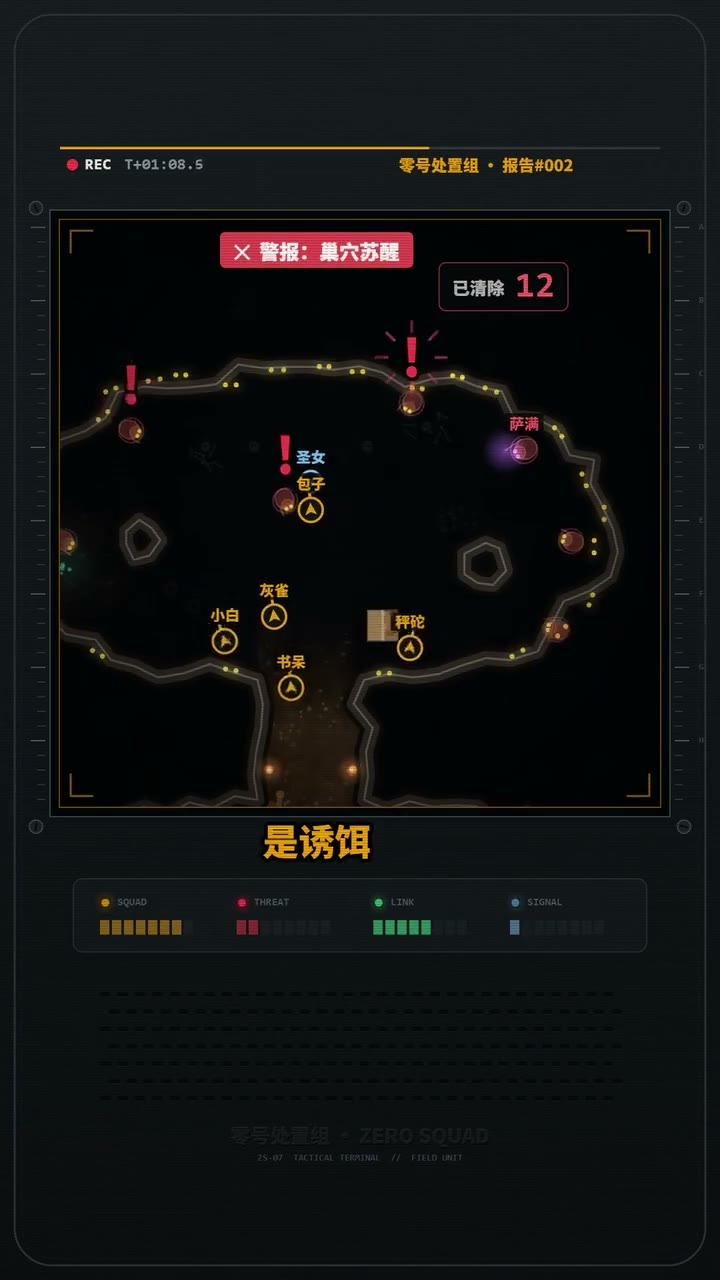 REC T+01:08.5
零号处置组 · 报告#002
× 警报：巢穴苏醒
已清除 12
萨满
圣女
包子
灰雀
小白
秤砣
书呆
是诱饵
SQUAD THREAT LINK SIGNAL
零号处置组 · ZERO SQUAD
ZS-07 TACTICAL TERMINAL // FIELD UNIT